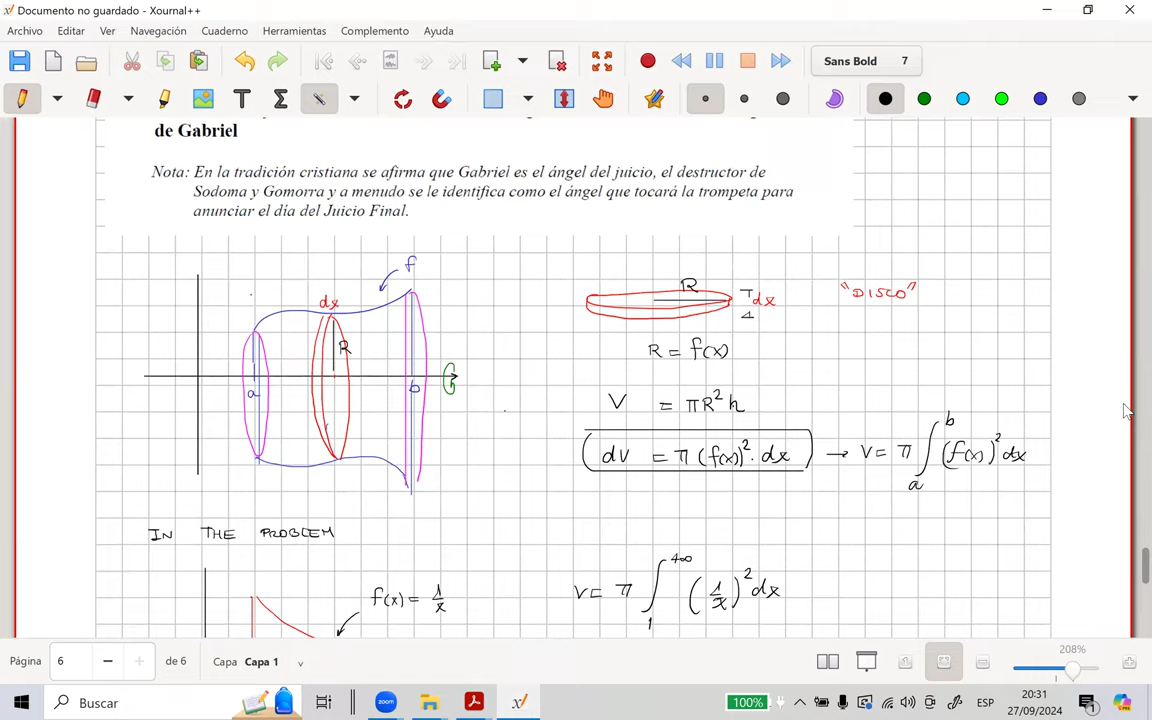 Documento no guardado - Xournal++
Archivo Editar Ver Navegación Cuaderno Herramientas Complemento Ayuda
Sans Bold 7
de Gabriel
Nota: En la tradición cristiana se afirma que Gabriel es el ángel del juicio, el destructor de
Sodoma y Gomorra y a menudo se le identifica como el ángel que tocará la trompeta para
anunciar el día del Juicio Final.
f
dx
R
a
b
R
dx
"DISCO"
R = f(x)
V = πR²h
dV = π (f(x))². dx → V = π ∫_a^b (f(x))² dx
IN THE PROBLEM
f(x) = 1/x
V = π ∫_1^{+∞} (1/x)² dx
Página 6 de 6 Capa Capa 1
208%
Buscar
zoom
100%
ESP
20:31
27/09/2024